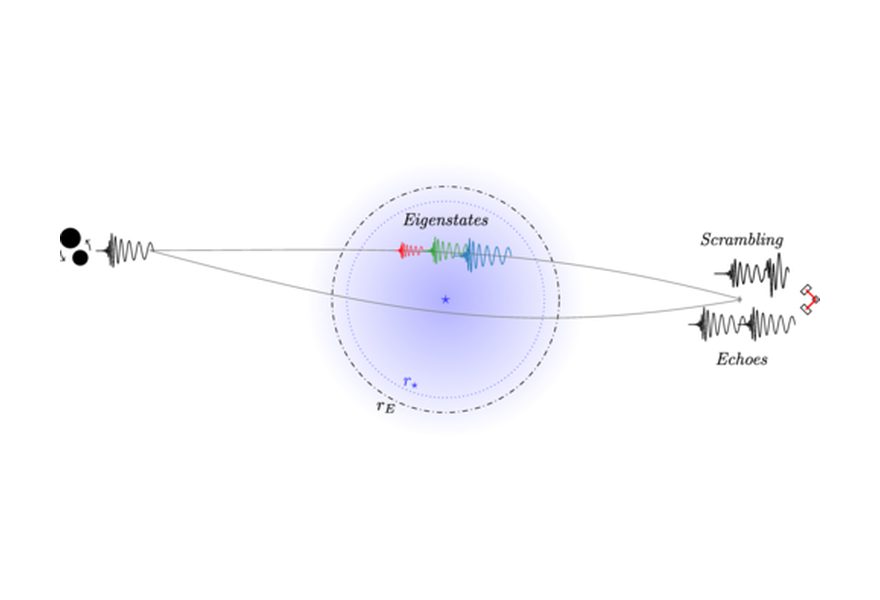 Eigenstates
Scrambling
r⋆
r_E
Echoes